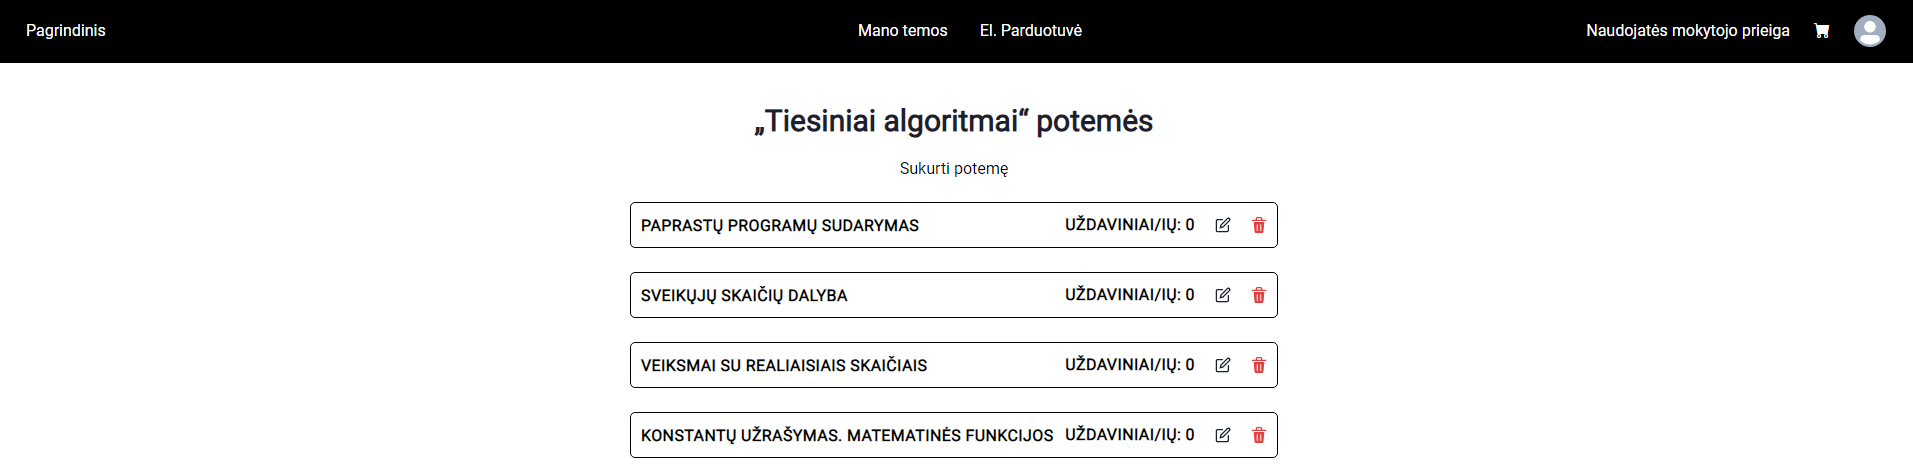 Pagrindinis Mano temos El. Parduotuvė Naudojatės mokytojo prieiga
„Tiesiniai algoritmai“ potemės
Sukurti potemę
PAPRASTŲ PROGRAMŲ SUDARYMAS UŽDAVINIAI/IŲ: 0
SVEIKŲJŲ SKAIČIŲ DALYBA UŽDAVINIAI/IŲ: 0
VEIKSMAI SU REALIAISIAIS SKAIČIAIS UŽDAVINIAI/IŲ: 0
KONSTANTŲ UŽRAŠYMAS. MATEMATINĖS FUNKCIJOS UŽDAVINIAI/IŲ: 0